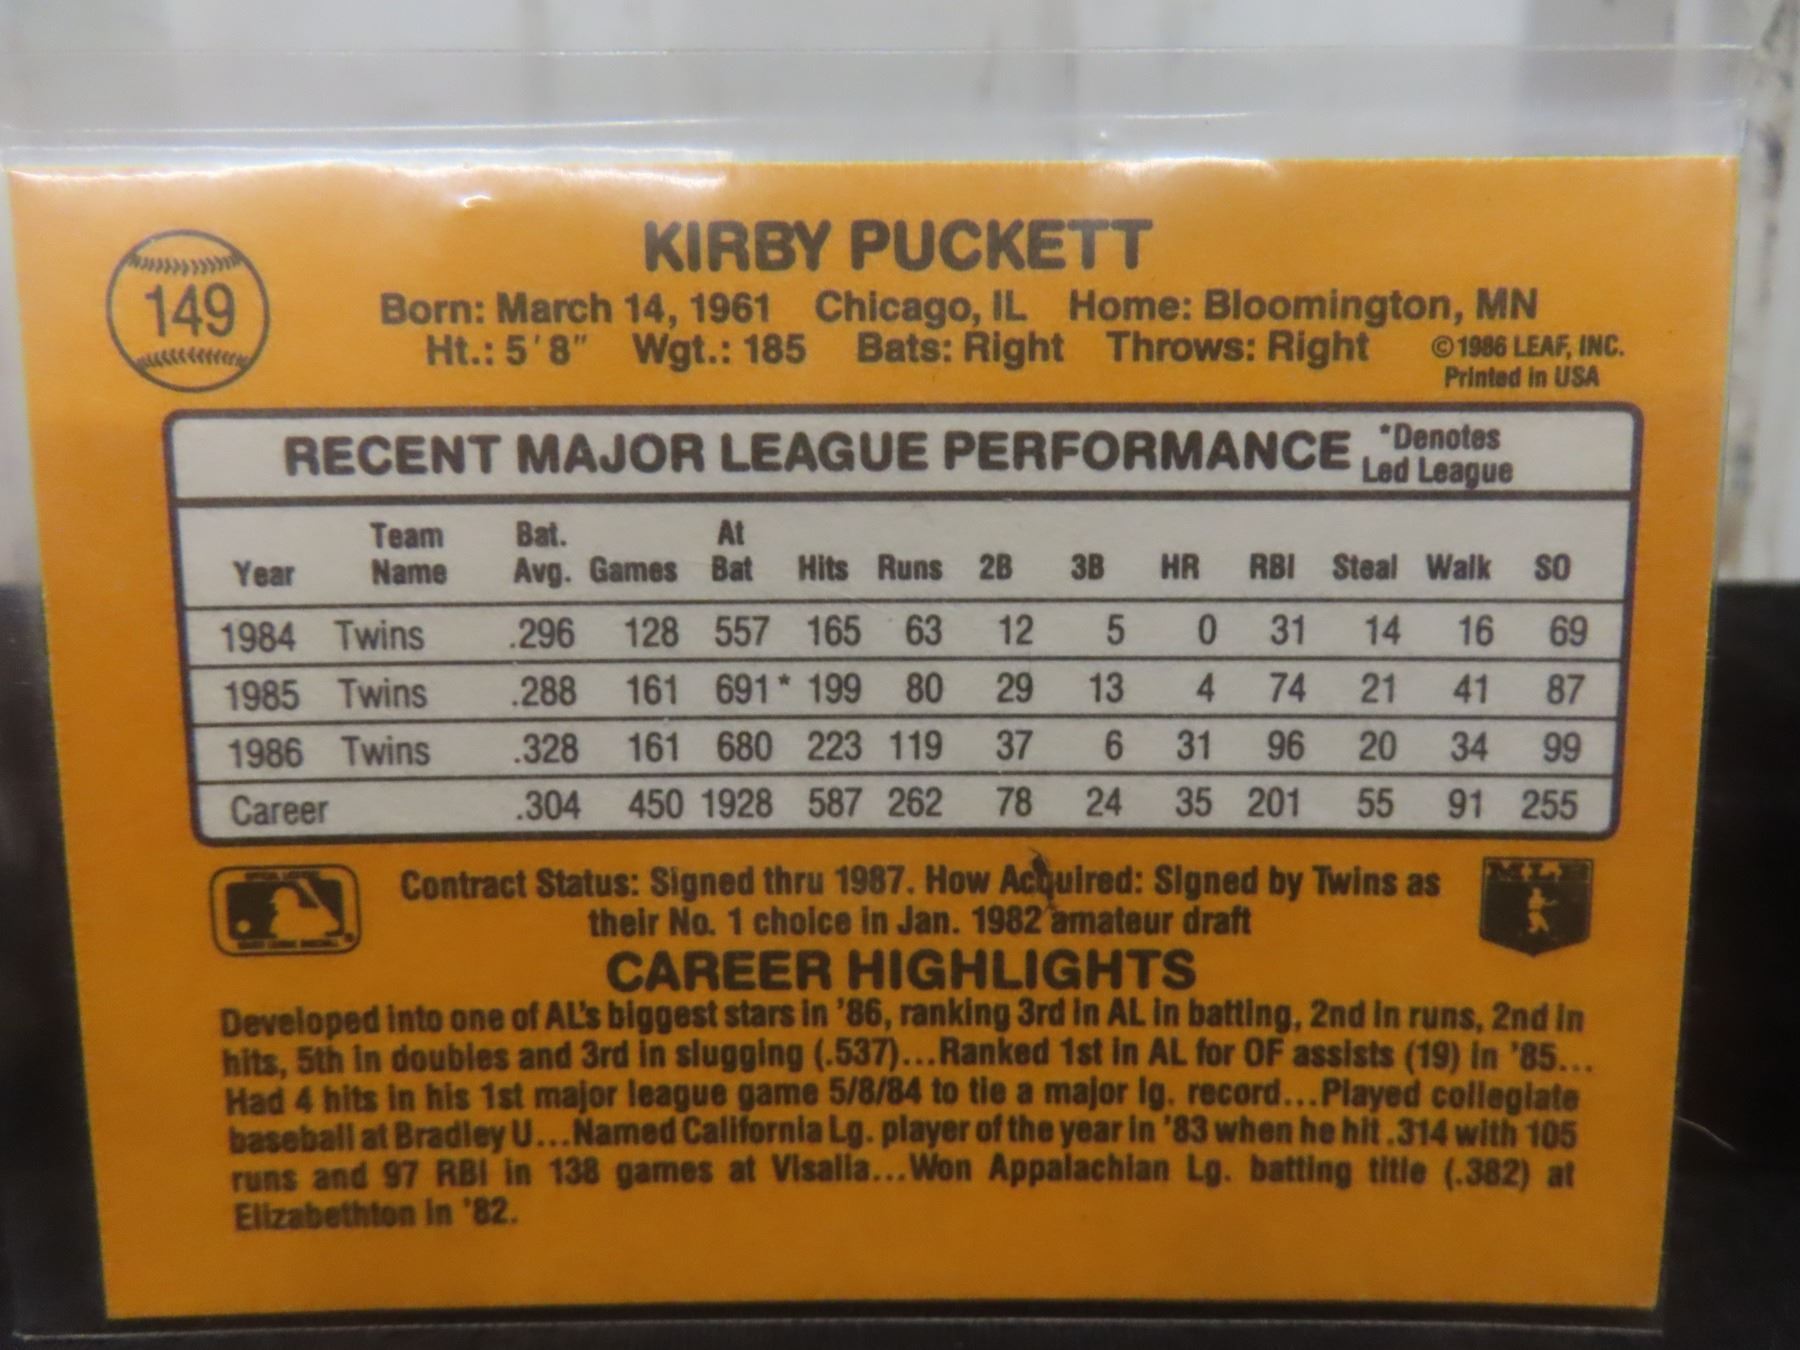 149
KIRBY PUCKETT
Born: March 14, 1961 Chicago, IL Home: Bloomington, MN
Ht.: 5'8" Wgt.: 185 Bats: Right Throws: Right
©1986 LEAF, INC.
Printed in USA
RECENT MAJOR LEAGUE PERFORMANCE *Denotes Led League
Year Team Name Bat. Avg. Games At Bat Hits Runs 2B 3B HR RBI Steal Walk SO
1984 Twins .296 128 557 165 63 12 5 0 31 14 16 69
1985 Twins .288 161 691* 199 80 29 13 4 74 21 41 87
1986 Twins .328 161 680 223 119 37 6 31 96 20 34 99
Career .304 450 1928 587 262 78 24 35 201 55 91 255
Contract Status: Signed thru 1987. How Acquired: Signed by Twins as
their No. 1 choice in Jan. 1982 amateur draft
CAREER HIGHLIGHTS
Developed into one of AL's biggest stars in '86, ranking 3rd in AL in batting, 2nd in runs, 2nd in
hits, 5th in doubles and 3rd in slugging (.537)...Ranked 1st in AL for OF assists (19) in '85...
Had 4 hits in his 1st major league game 5/8/84 to tie a major lg. record...Played collegiate
baseball at Bradley U...Named California Lg. player of the year in '83 when he hit .314 with 105
runs and 97 RBI in 138 games at Visalia...Won Appalachian Lg. batting title (.382) at
Elizabethton in '82.